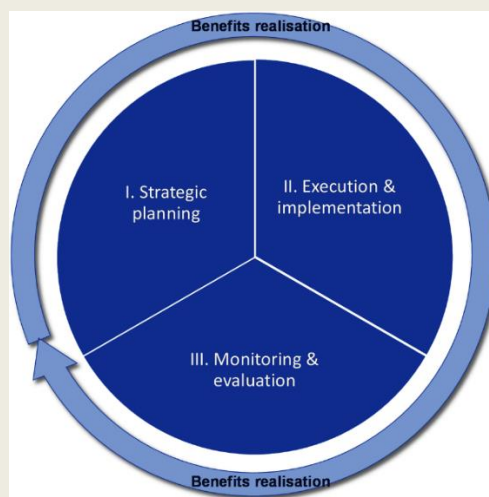 Benefits realisation
I. Strategic
planning
II. Execution &
implementation
III. Monitoring &
evaluation
Benefits realisation